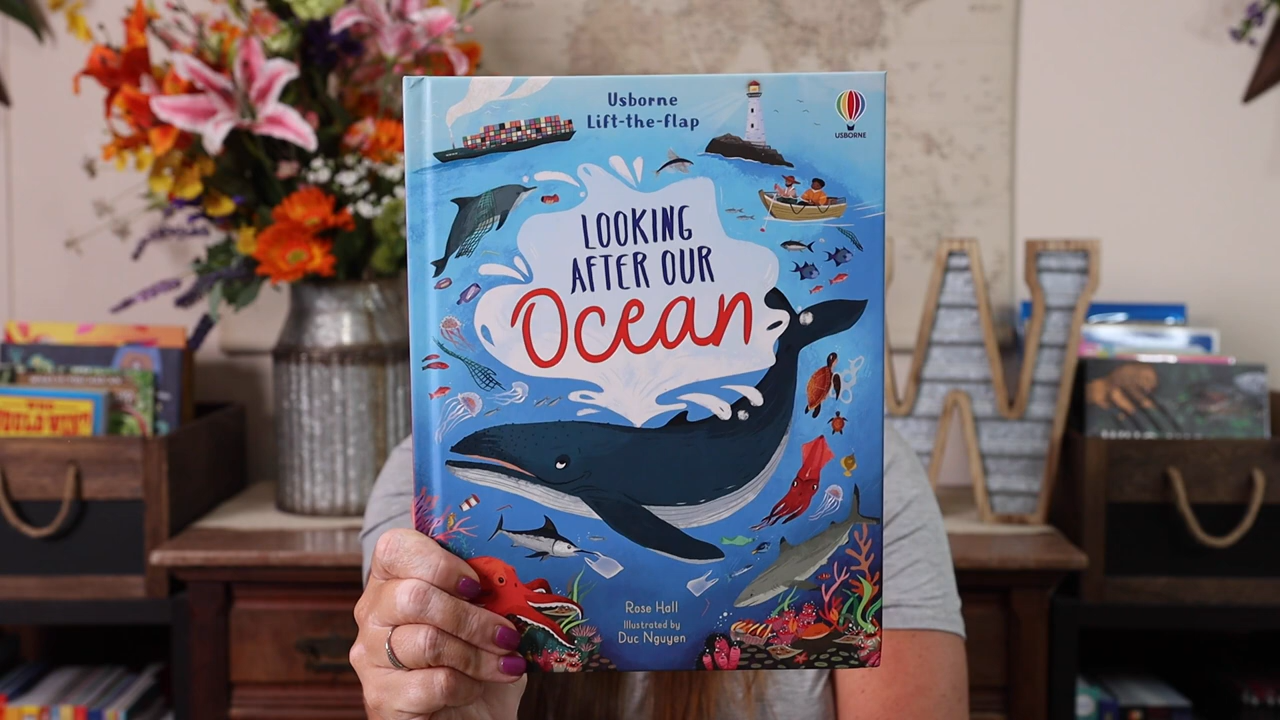 Usborne
Lift-the-flap
USBORNE
LOOKING
AFTER OUR
Ocean
Rose Hall
Illustrated by
Duc Nguyen
W